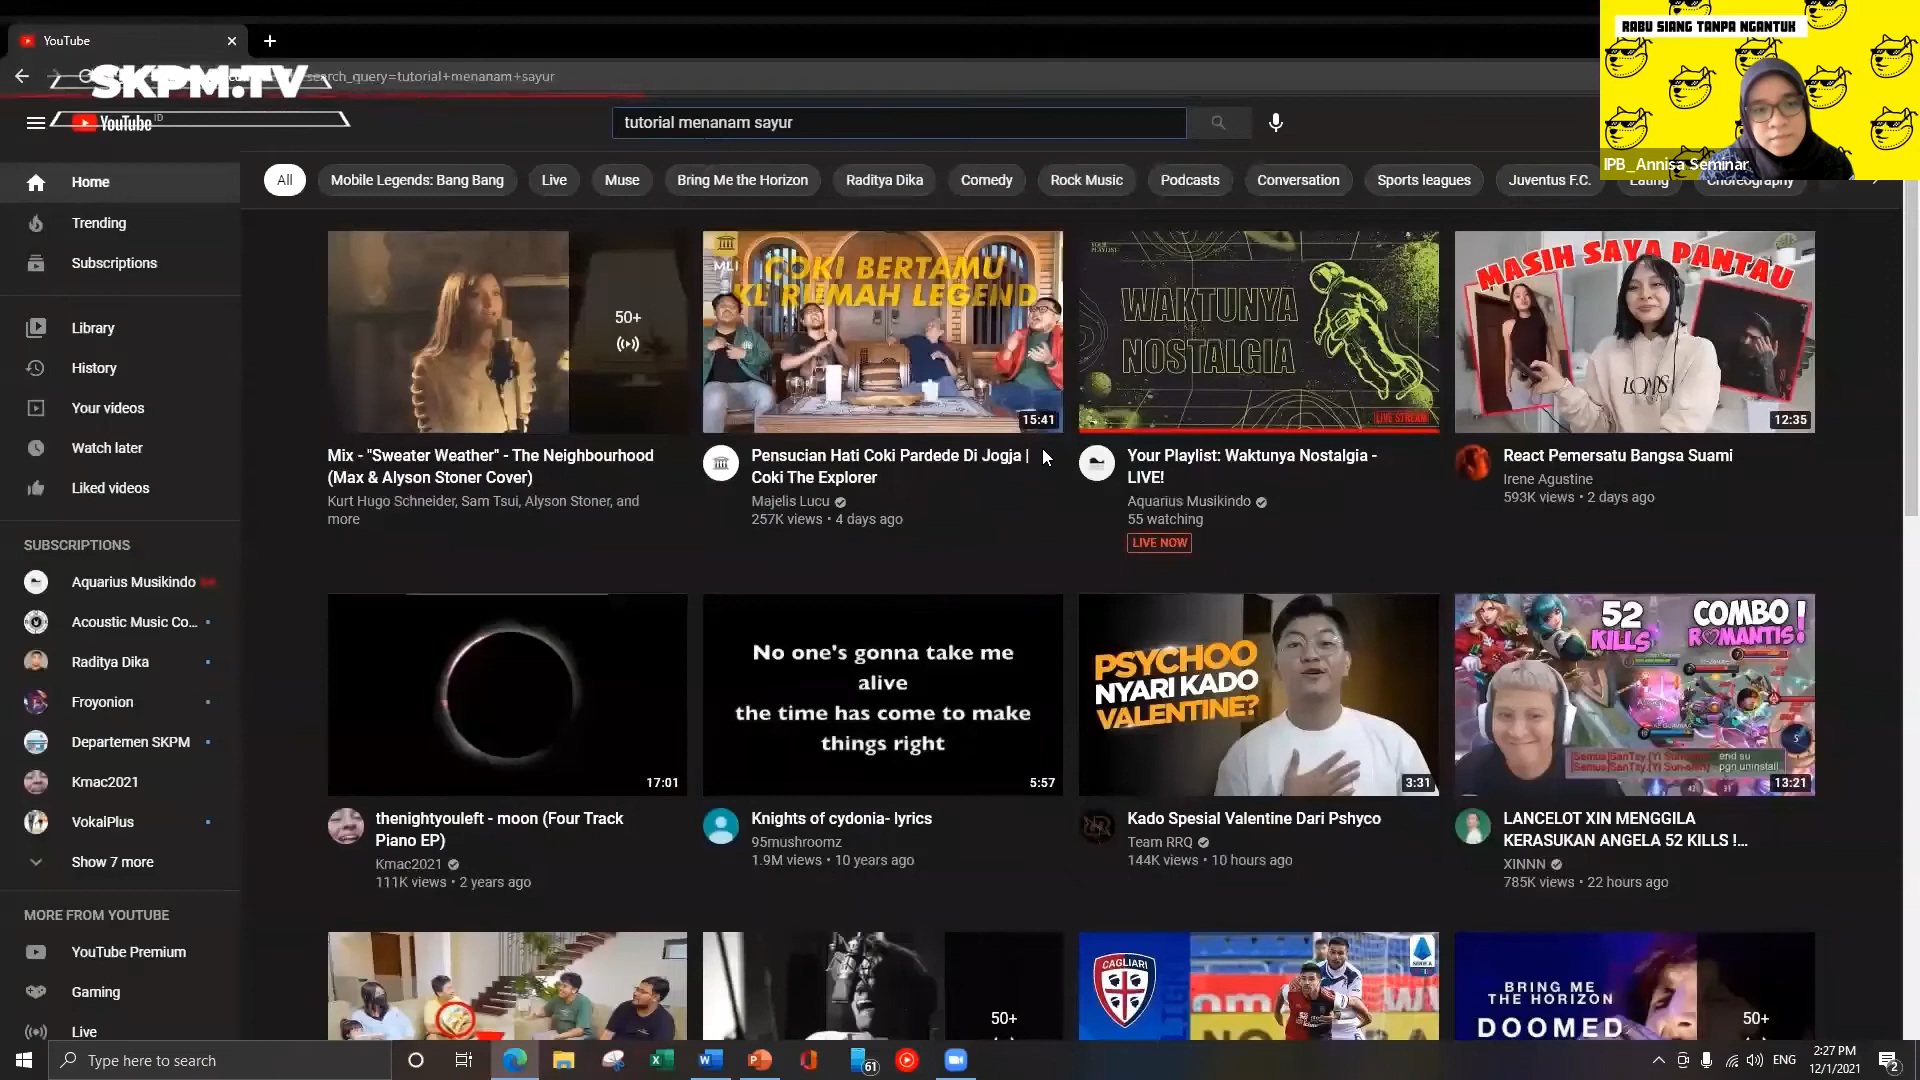 YouTube
SKPM.TV
search_query=tutorial+menanam+sayur
RABU SIANG TANPA NGANTUK
IPB_Annisa Seminar
YouTube ID
tutorial menanam sayur
All
Mobile Legends: Bang Bang
Live
Muse
Bring Me the Horizon
Raditya Dika
Comedy
Rock Music
Podcasts
Conversation
Sports leagues
Juventus F.C.
Eating
Choreography
Home
Trending
Subscriptions
Library
History
Your videos
Watch later
Liked videos
SUBSCRIPTIONS
Aquarius Musikindo
Acoustic Music Co...
Raditya Dika
Froyonion
Departemen SKPM
Kmac2021
VokalPlus
Show 7 more
MORE FROM YOUTUBE
YouTube Premium
Gaming
Live
50+
Mix - "Sweater Weather" - The Neighbourhood
(Max & Alyson Stoner Cover)
Kurt Hugo Schneider, Sam Tsui, Alyson Stoner, and
more
MLI
COKI BERTAMU
KE RUMAH LEGEND
15:41
Pensucian Hati Coki Pardede Di Jogja |
Coki The Explorer
Majelis Lucu
257K views • 4 days ago
YOUR
PLAYLIST:
WAKTUNYA
NOSTALGIA
LIVE STREAM
Your Playlist: Waktunya Nostalgia -
LIVE!
Aquarius Musikindo
55 watching
LIVE NOW
MASIH SAYA PANTAU
12:35
React Pemersatu Bangsa Suami
Irene Agustine
593K views • 2 days ago
17:01
thenightyouleft - moon (Four Track
Piano EP)
Kmac2021
111K views • 2 years ago
No one's gonna take me
alive
the time has come to make
things right
5:57
Knights of cydonia- lyrics
95mushroomz
1.9M views • 10 years ago
PSYCHOO
NYARI KADO
VALENTINE?
3:31
Kado Spesial Valentine Dari Pshyco
Team RRQ
144K views • 10 hours ago
52
KILLS
COMBO!
ROMANTIS!
end su
pgn uninstall
13:21
LANCELOT XIN MENGGILA
KERASUKAN ANGELA 52 KILLS !...
XINNN
785K views • 22 hours ago
50+
CAGLIARI
SERIE A
BRING ME
THE HORIZON
DOOMED
50+
Type here to search
61
ENG
2:27 PM
12/1/2021
2